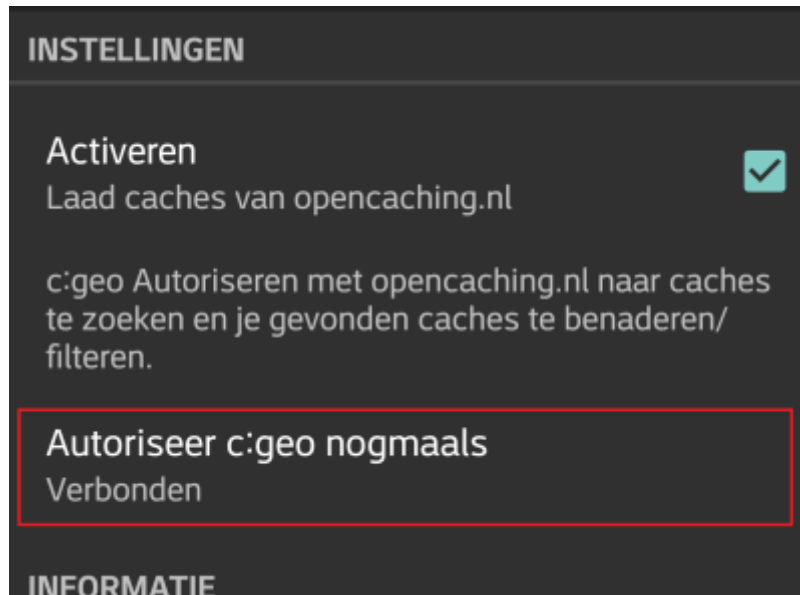 INSTELLINGEN
Activeren
Laad caches van opencaching.nl
c:geo Autoriseren met opencaching.nl naar caches
te zoeken en je gevonden caches te benaderen/
filteren.
Autoriseer c:geo nogmaals
Verbonden
INFORMATIE